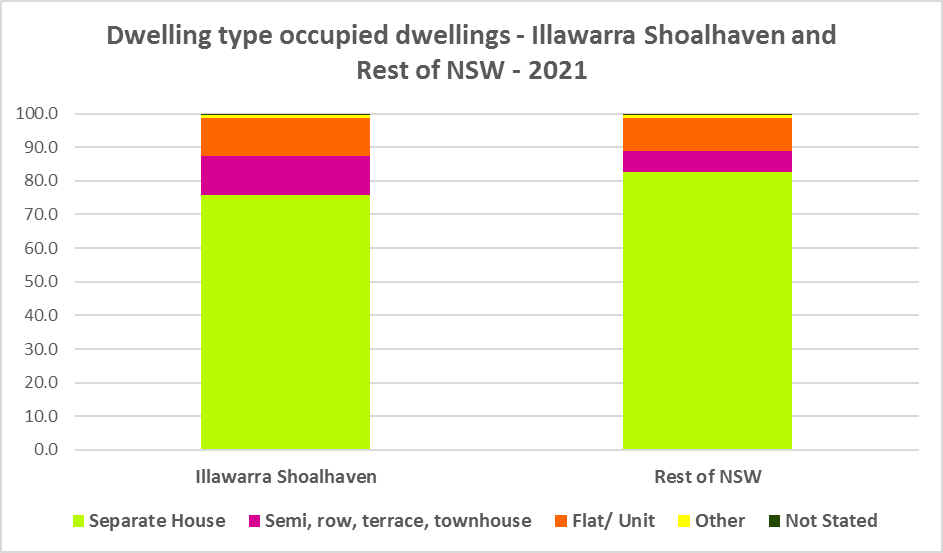 Dwelling type occupied dwellings - Illawarra Shoalhaven and
Rest of NSW - 2021
100.0
90.0
80.0
70.0
60.0
50.0
40.0
30.0
20.0
10.0
0.0
Illawarra Shoalhaven Rest of NSW
Separate House Semi, row, terrace, townhouse Flat/ Unit Other Not Stated